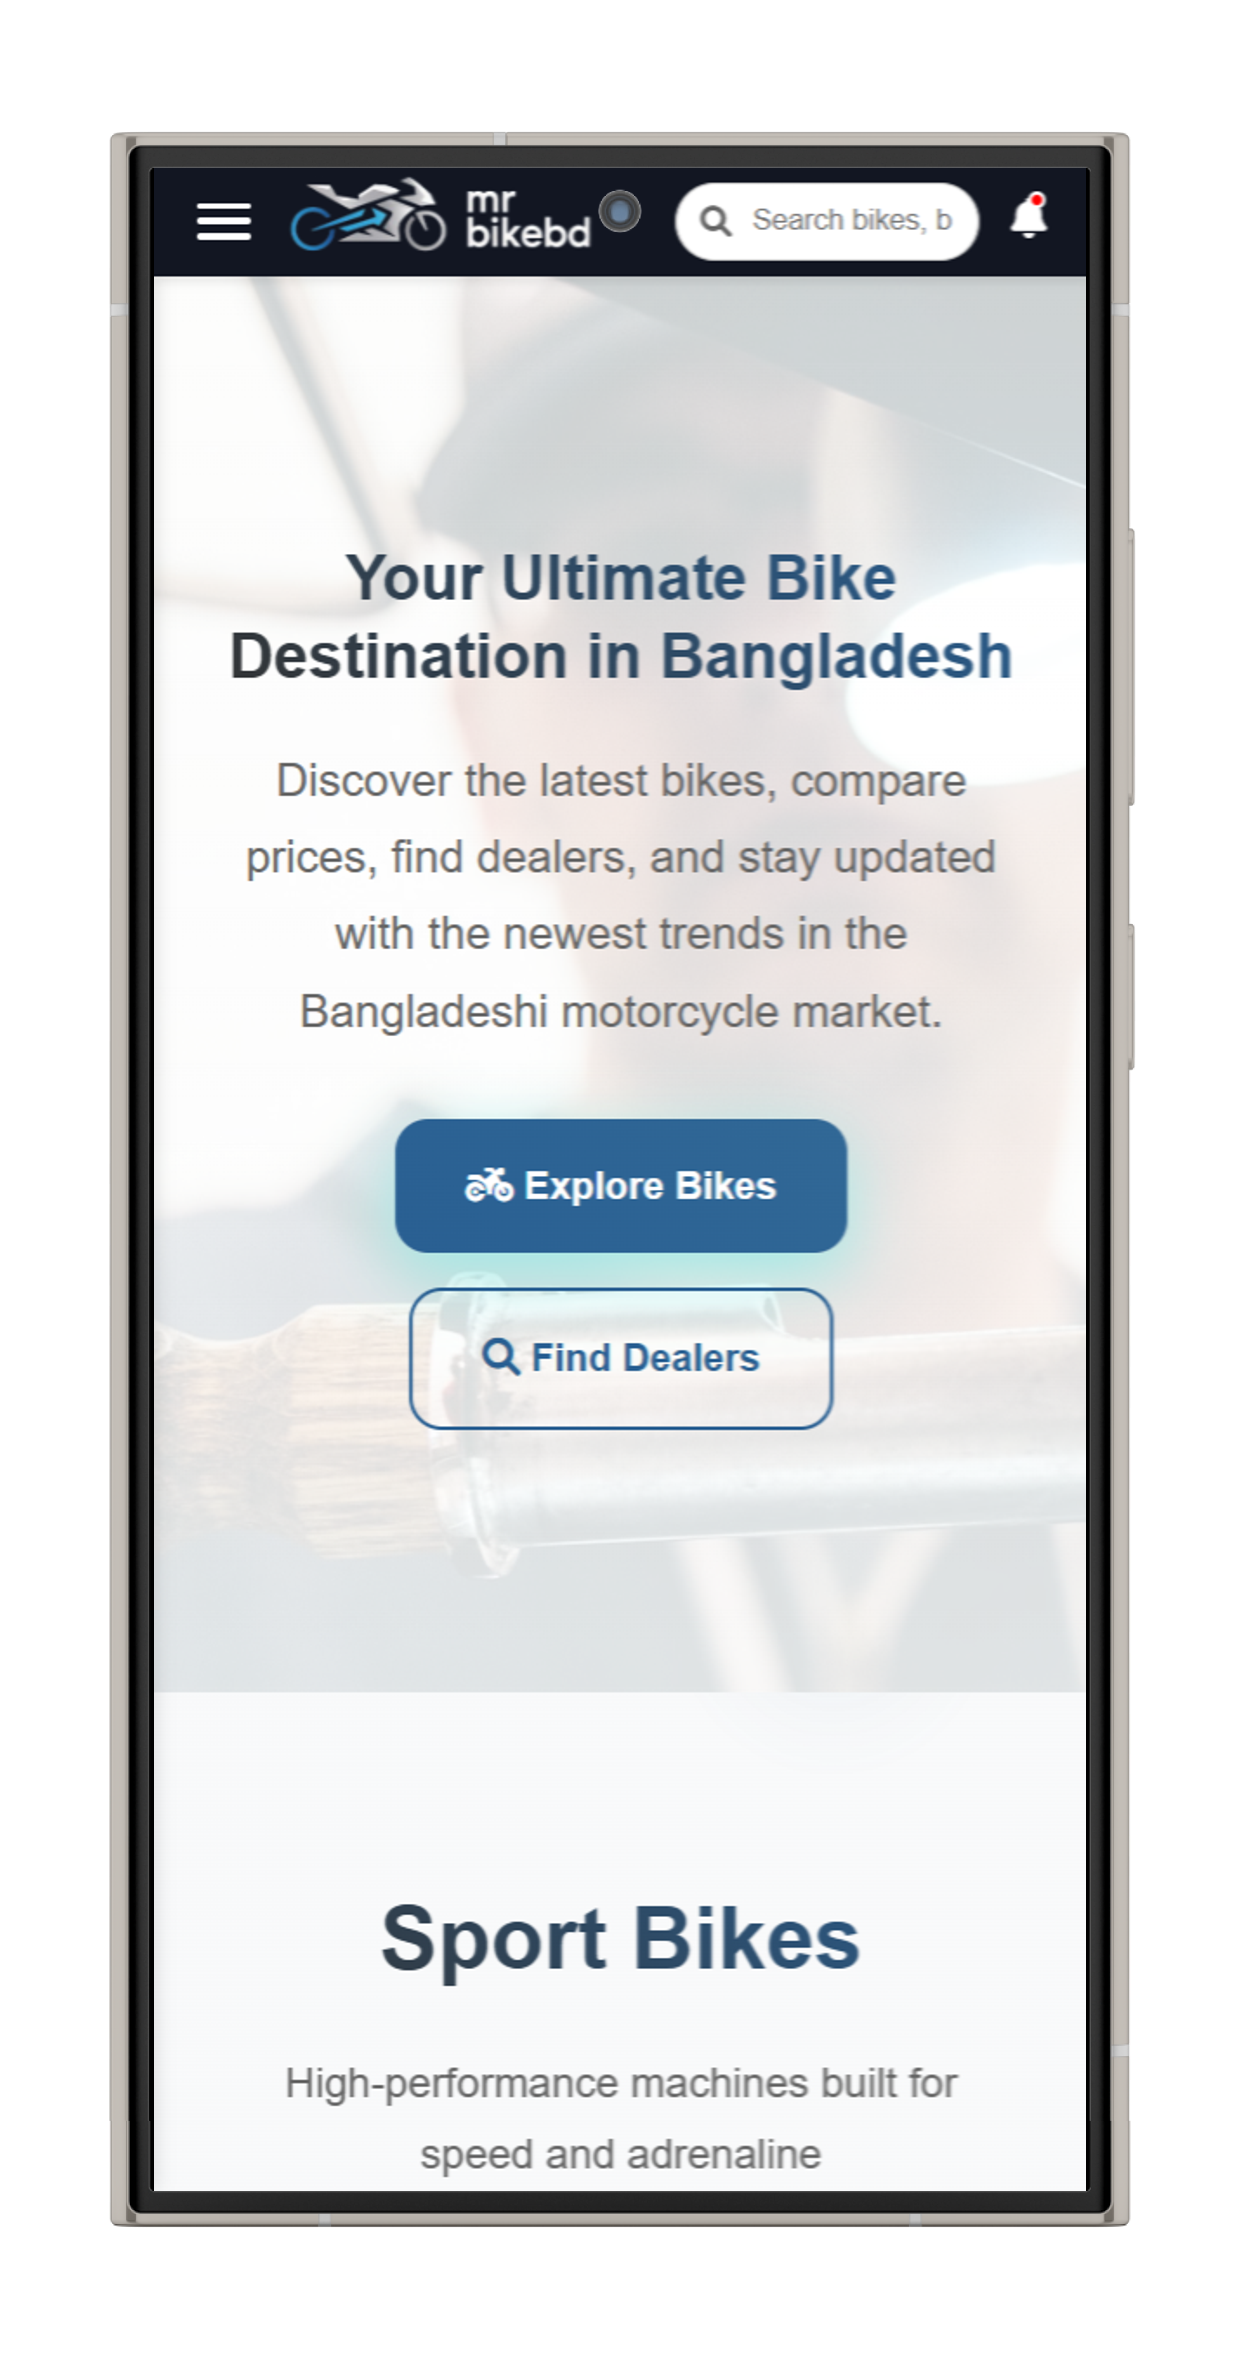 mr
bikebd
Search bikes, b
Your Ultimate Bike
Destination in Bangladesh
Discover the latest bikes, compare
prices, find dealers, and stay updated
with the newest trends in the
Bangladeshi motorcycle market.
Explore Bikes
Find Dealers
Sport Bikes
High-performance machines built for
speed and adrenaline